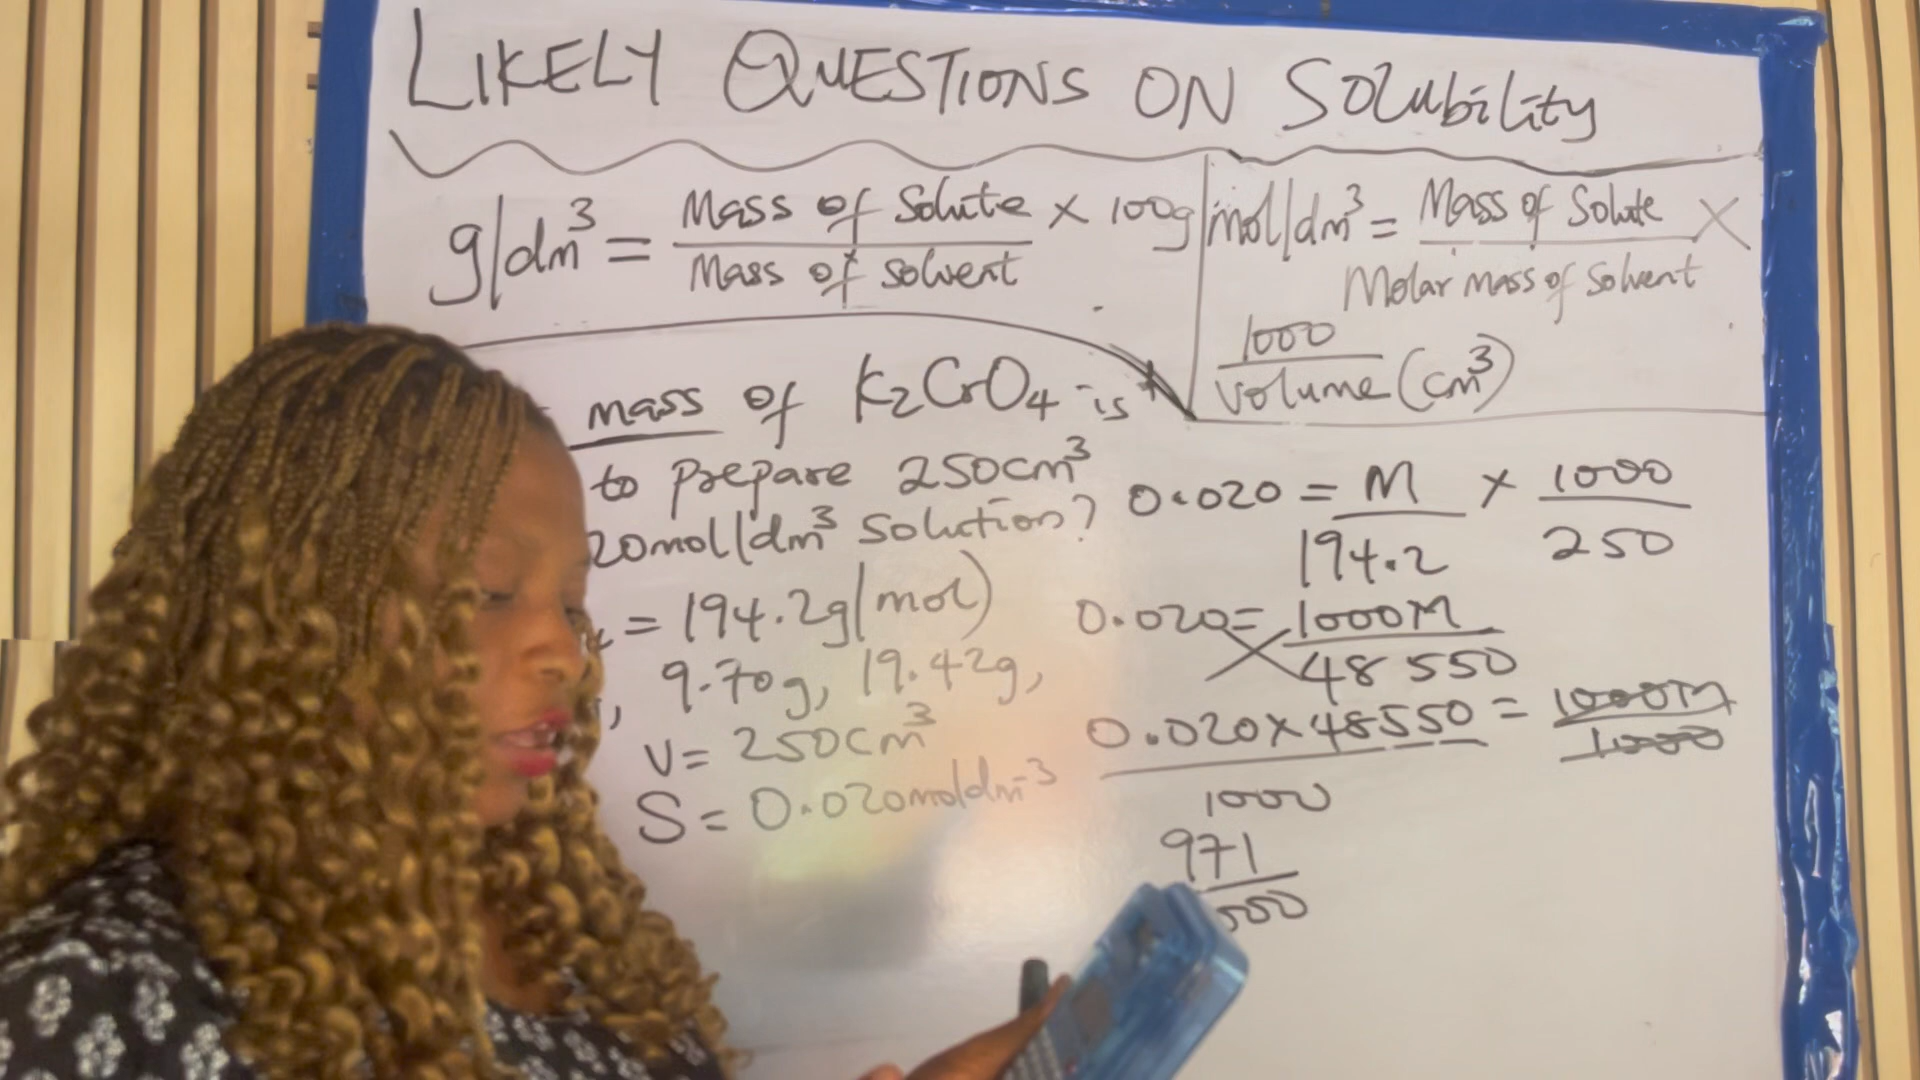 LIKELY QUESTIONS ON Solubility
g/dm³ = Mass of Solute / Mass of Solvent × 100g
mol/dm³ = Mass of Solute / Molar mass of Solvent ×
1000 / Volume (cm³)
mass of K₂CrO₄ is
to prepare 250cm³
20mol/dm³ solution?
= 194.2g/mol)
, 9.70g, 19.42g,
V = 250cm³
S = 0.020moldm⁻³
0.020 = M / 194.2 × 1000 / 250
0.020 = 1000M / 48550
0.020×48550 / 1000 = 1000M / 1000
971